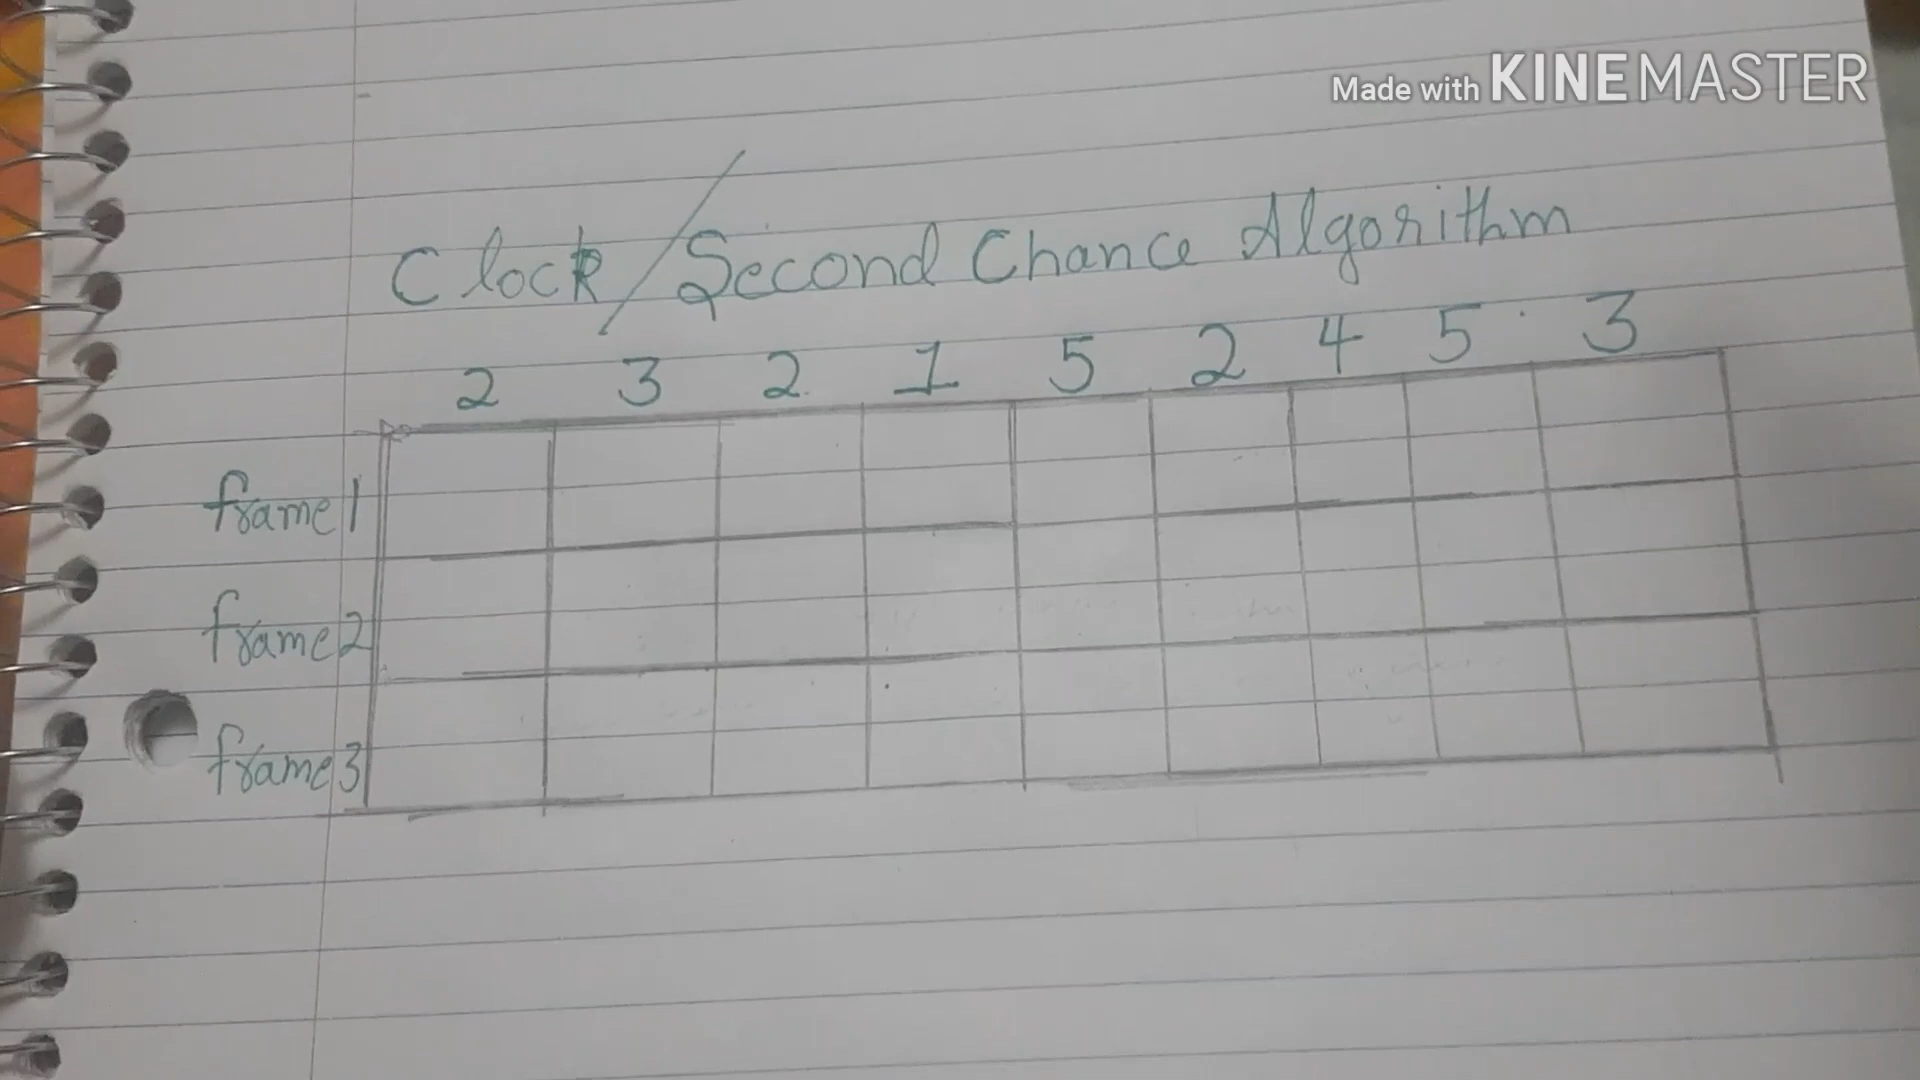 Made with KINEMASTER
Clock/Second Chance Algorithm
2 3 2 1 5 2 4 5 3
frame1
frame2
frame3